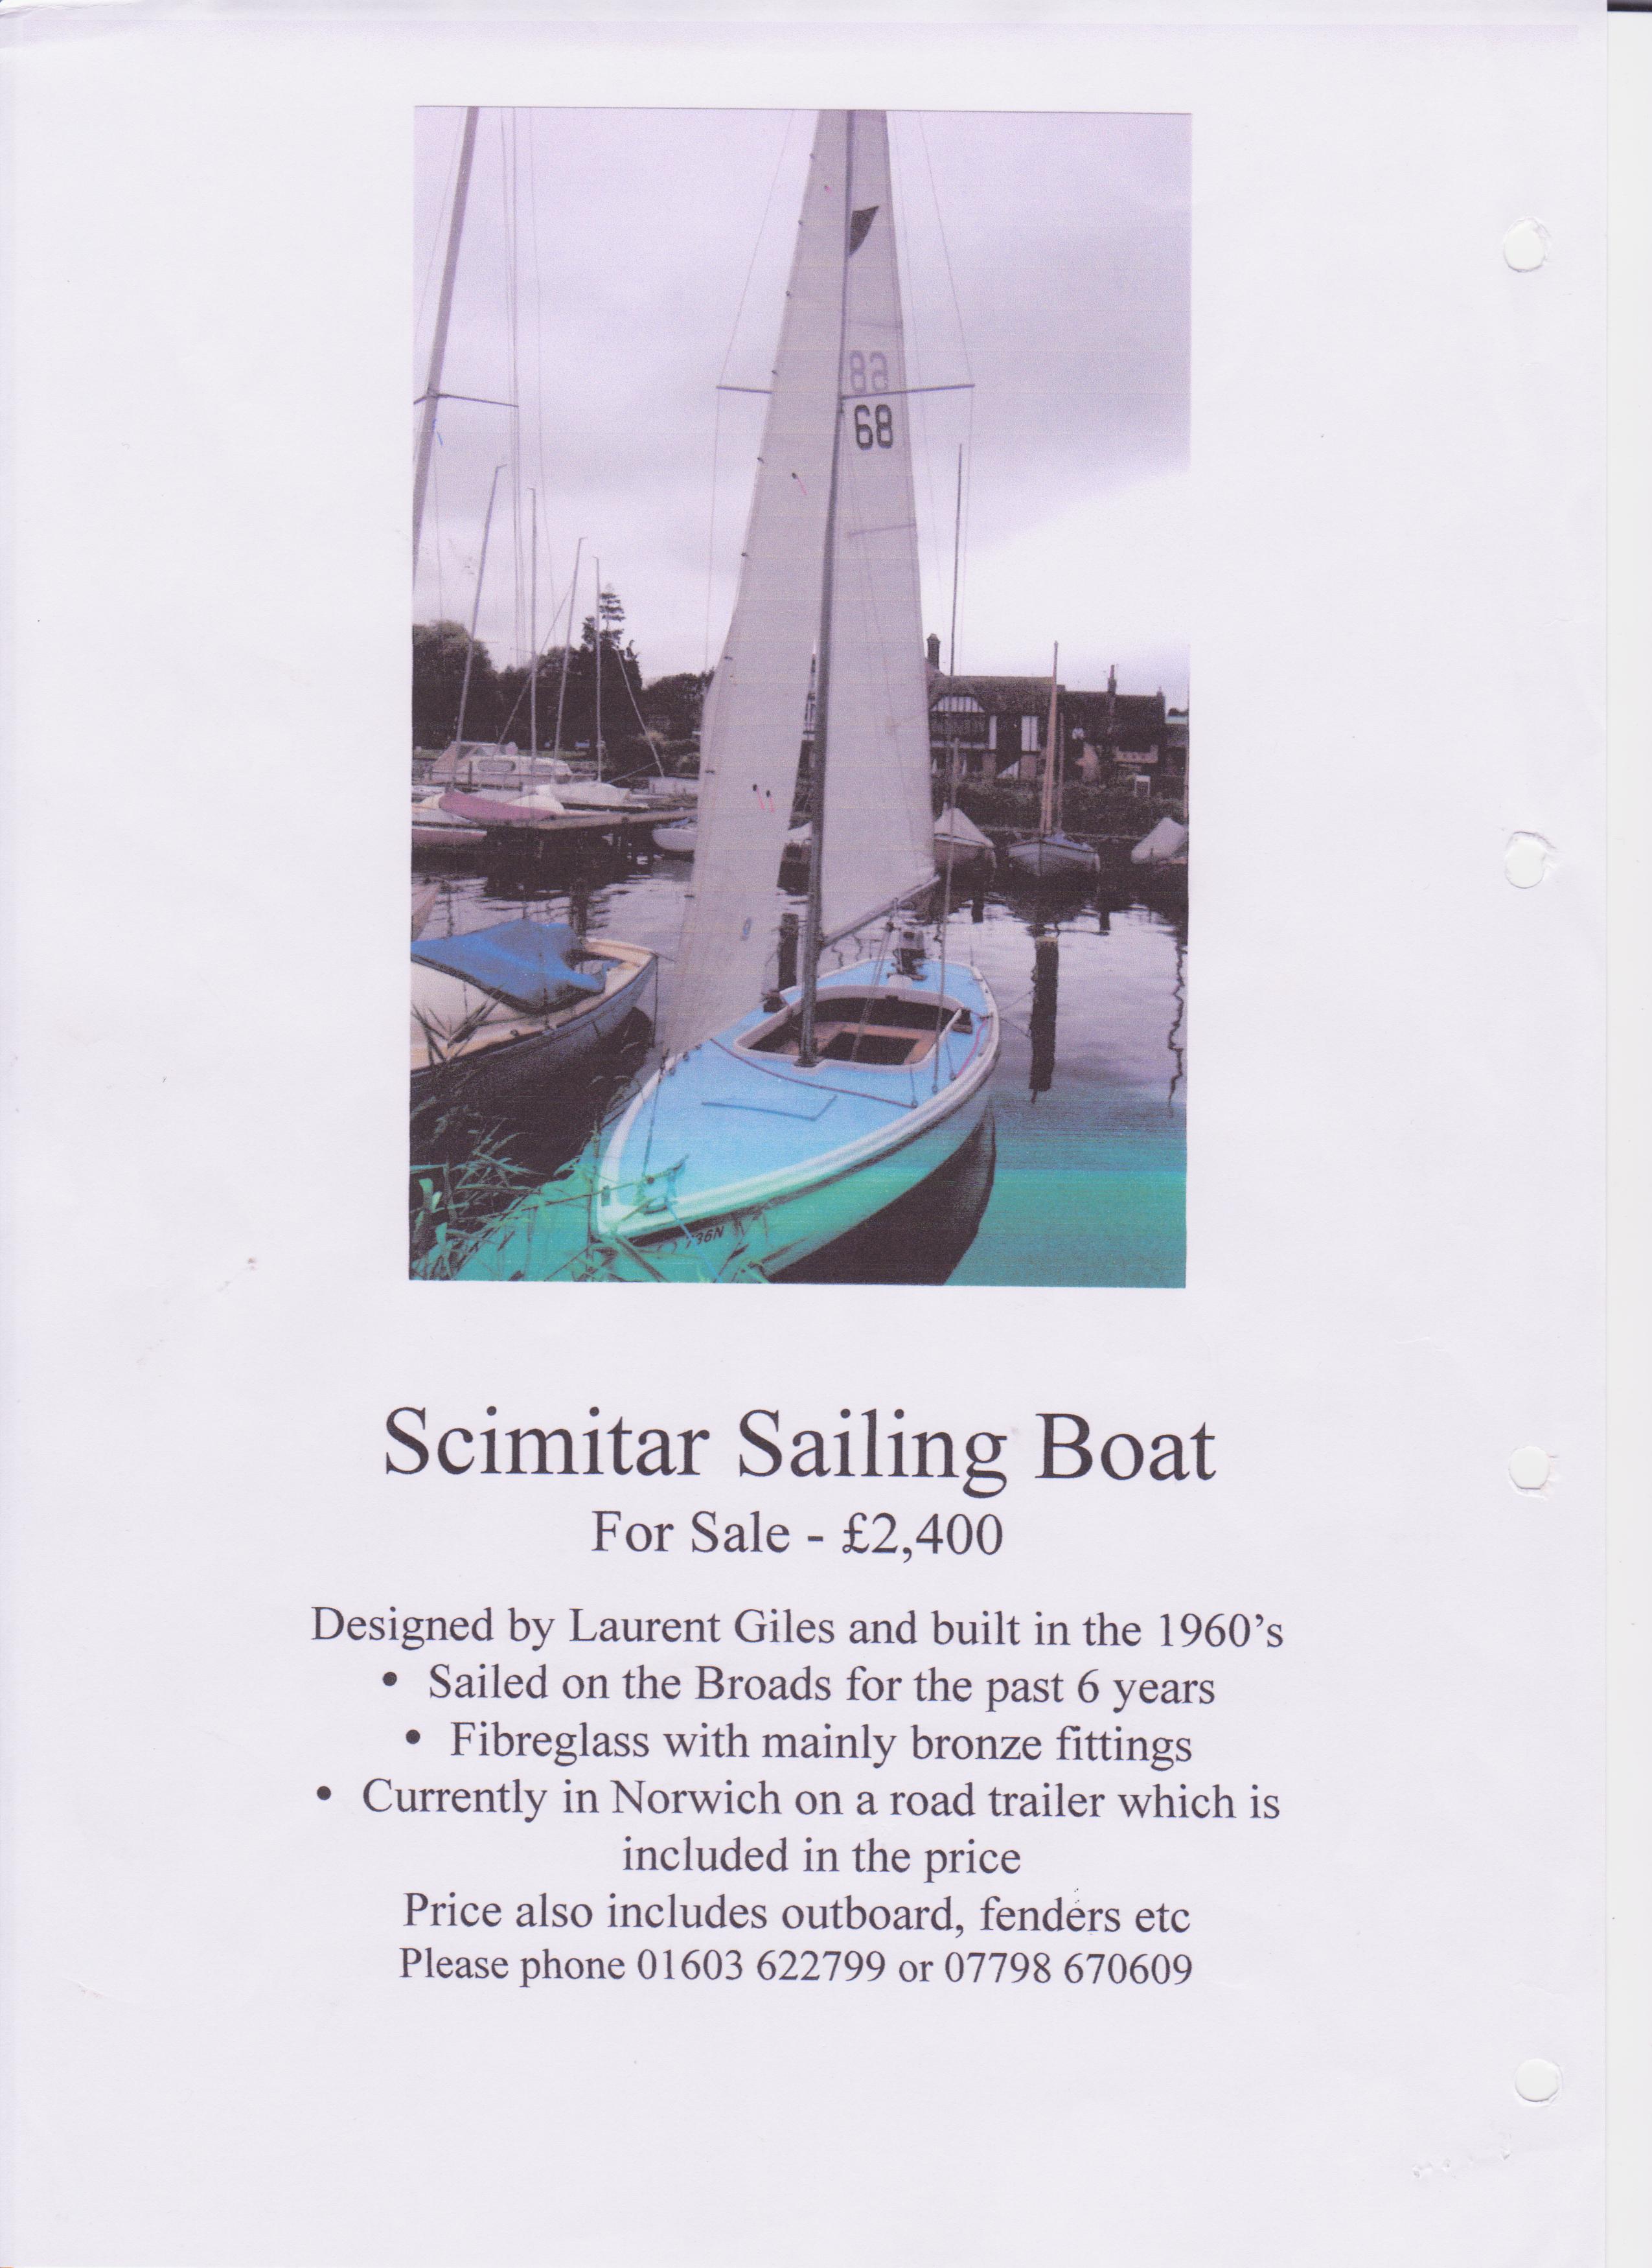 68
68
736N
Scimitar Sailing Boat
For Sale - £2,400
Designed by Laurent Giles and built in the 1960’s
• Sailed on the Broads for the past 6 years
• Fibreglass with mainly bronze fittings
• Currently in Norwich on a road trailer which is
included in the price
Price also includes outboard, fenders etc
Please phone 01603 622799 or 07798 670609